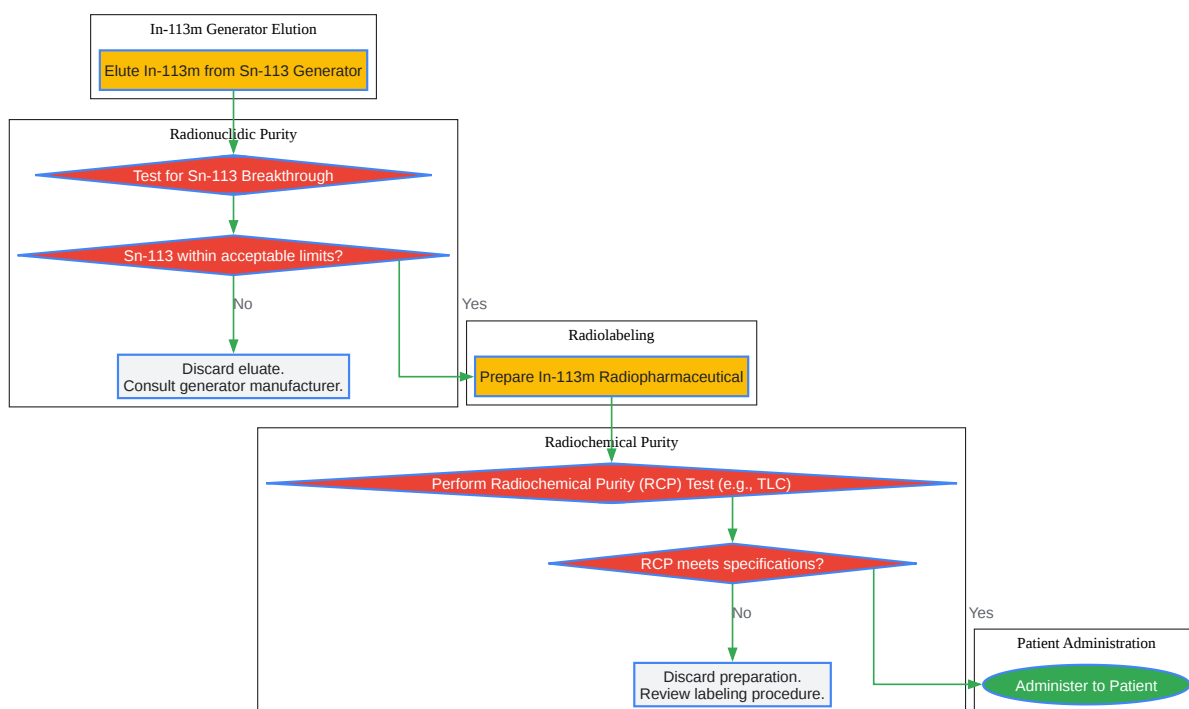 In-113m Generator Elution
Elute In-113m from Sn-113 Generator
Radionuclidic Purity
Test for Sn-113 Breakthrough
Sn-113 within acceptable limits?
No
Yes
Discard eluate.
Consult generator manufacturer.
Radiolabeling
Prepare In-113m Radiopharmaceutical
Radiochemical Purity
Perform Radiochemical Purity (RCP) Test (e.g., TLC)
RCP meets specifications?
No
Yes
Discard preparation.
Review labeling procedure.
Patient Administration
Administer to Patient